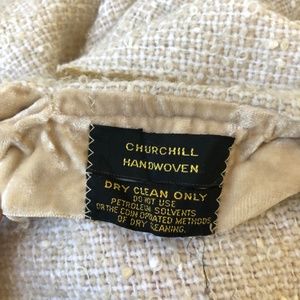 CHURCHILL
HANDWOVEN
DRY CLEAN ONLY
DO NOT USE
PETROLEUM SOLVENTS
OR THE COIN OPERATED METHODS
OF DRY CLEANING.